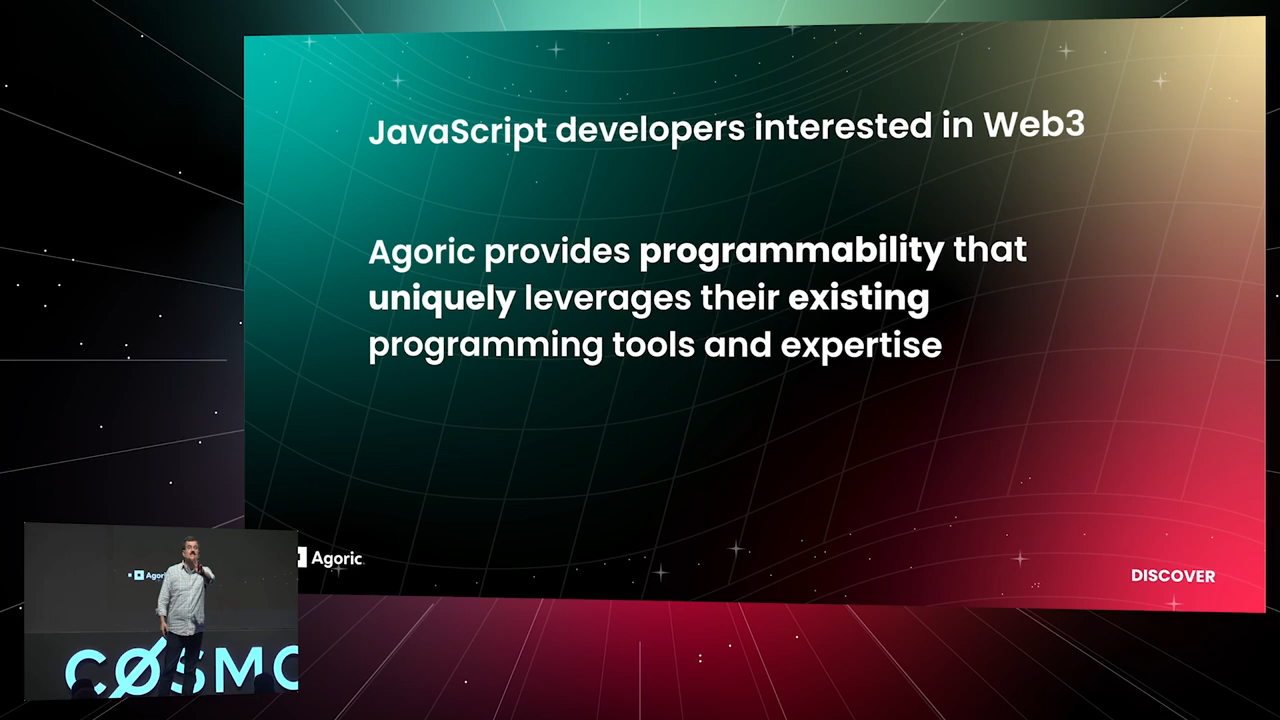 JavaScript developers interested in Web3
Agoric provides programmability that
uniquely leverages their existing
programming tools and expertise
Agoric
DISCOVER
Agoric
CØSMO